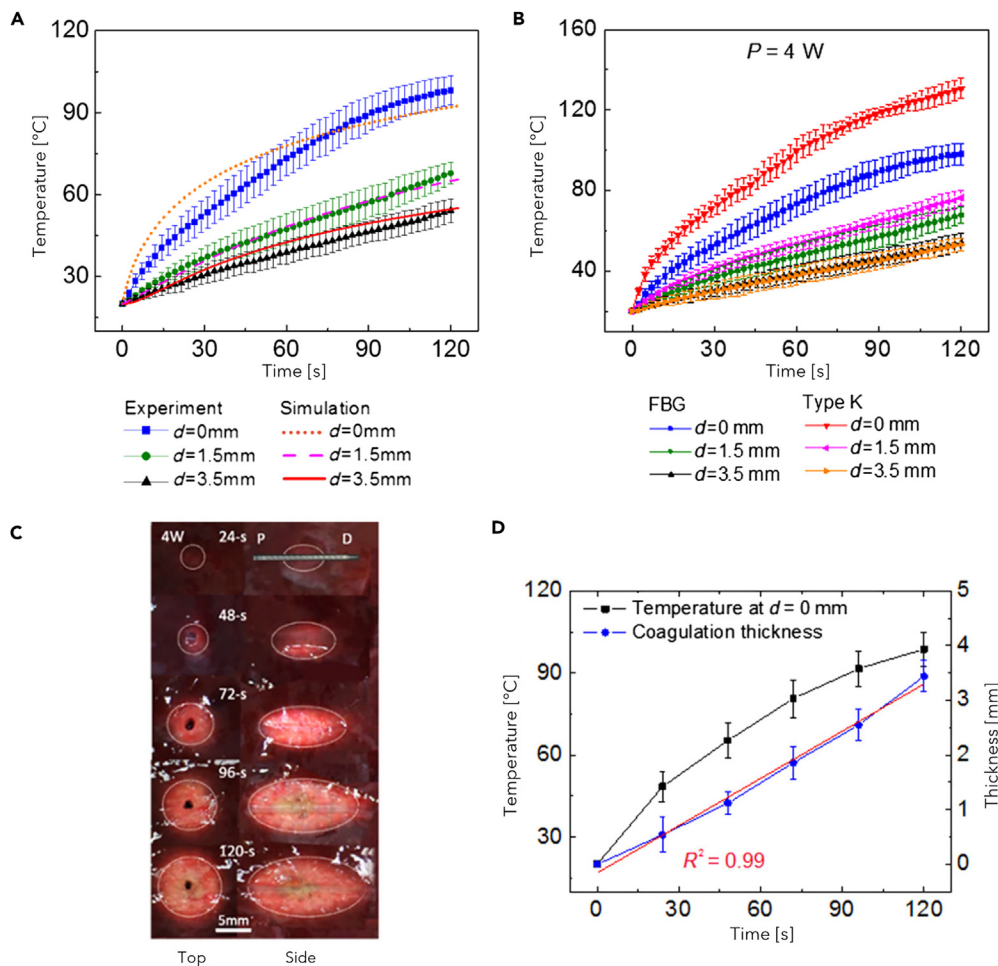 A
120
90
60
30
Temperature [°C]
0 30 60 90 120
Time [s]
Experiment Simulation
d=0mm d=0mm
d=1.5mm d=1.5mm
d=3.5mm d=3.5mm
B
P = 4 W
160
120
80
40
Temperature [°C]
0 30 60 90 120
Time [s]
FBG Type K
d=0 mm d=0 mm
d=1.5 mm d=1.5 mm
d=3.5 mm d=3.5 mm
C
4W 24-s P D
48-s
72-s
96-s
120-s
5mm
Top Side
D
Temperature at d = 0 mm
Coagulation thickness
120
90
60
30
Temperature [°C]
5
4
3
2
1
0
Thickness [mm]
R² = 0.99
0 30 60 90 120
Time [s]